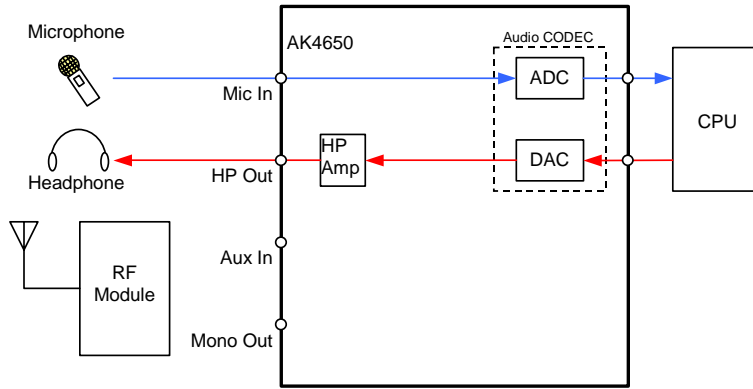 Microphone
AK4650
Audio CODEC
Mic In
ADC
CPU
HP
Amp
DAC
Headphone
HP Out
RF
Module
Aux In
Mono Out